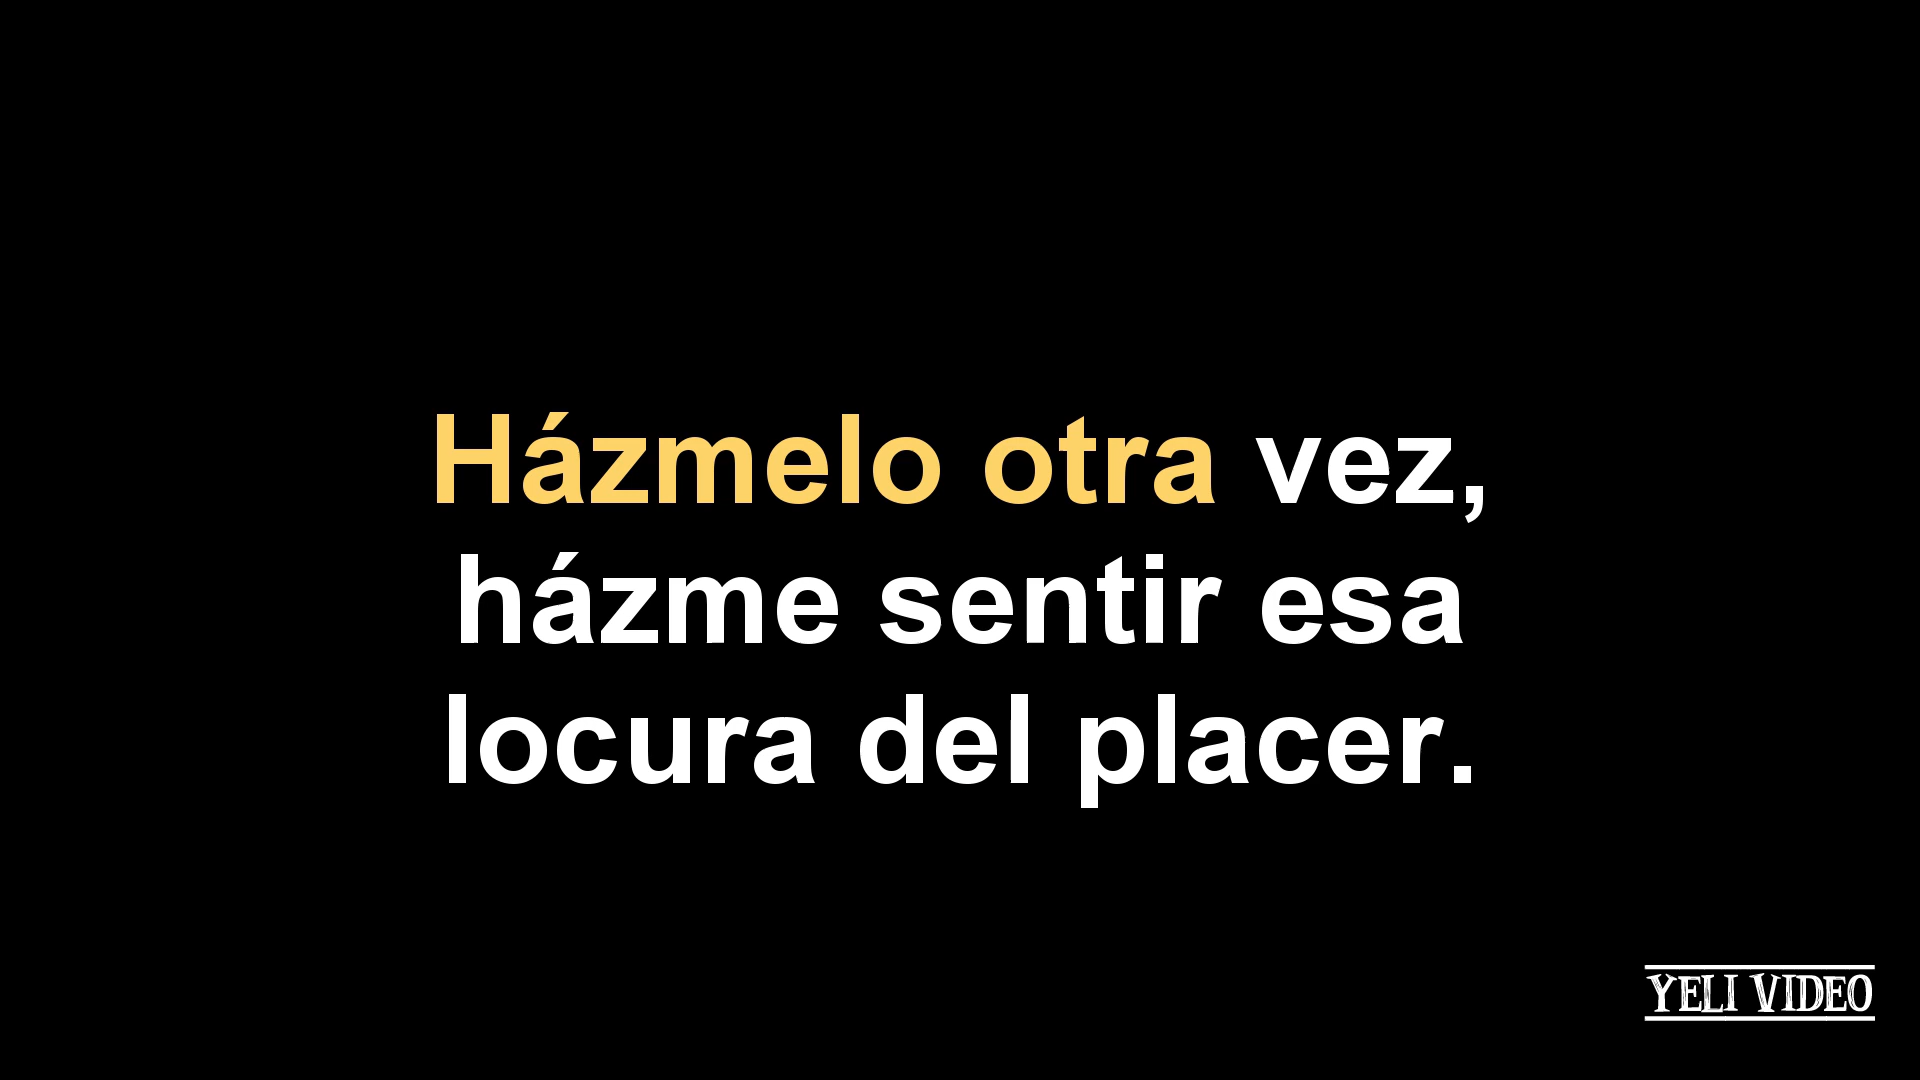 Házmelo otra vez,
házme sentir esa
locura del placer.
YELI VIDEO